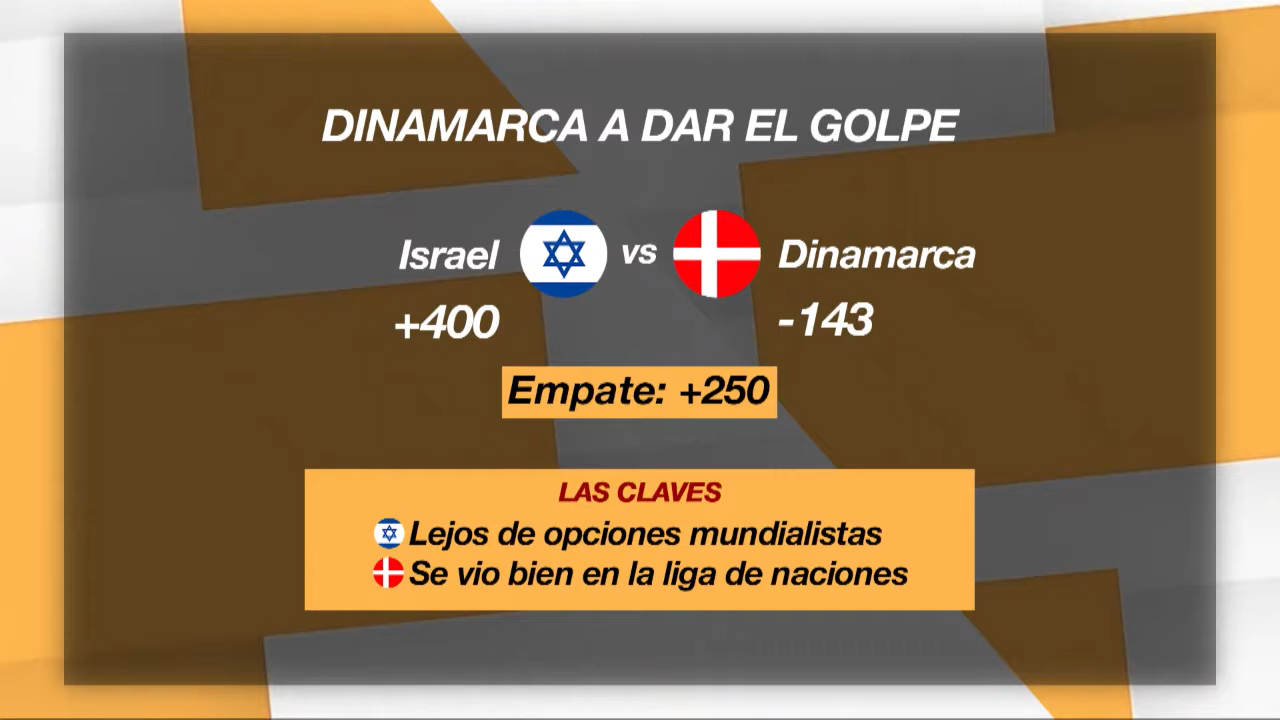 DINAMARCA A DAR EL GOLPE
Israel vs Dinamarca
+400 -143
Empate: +250
LAS CLAVES
Lejos de opciones mundialistas
Se vio bien en la liga de naciones